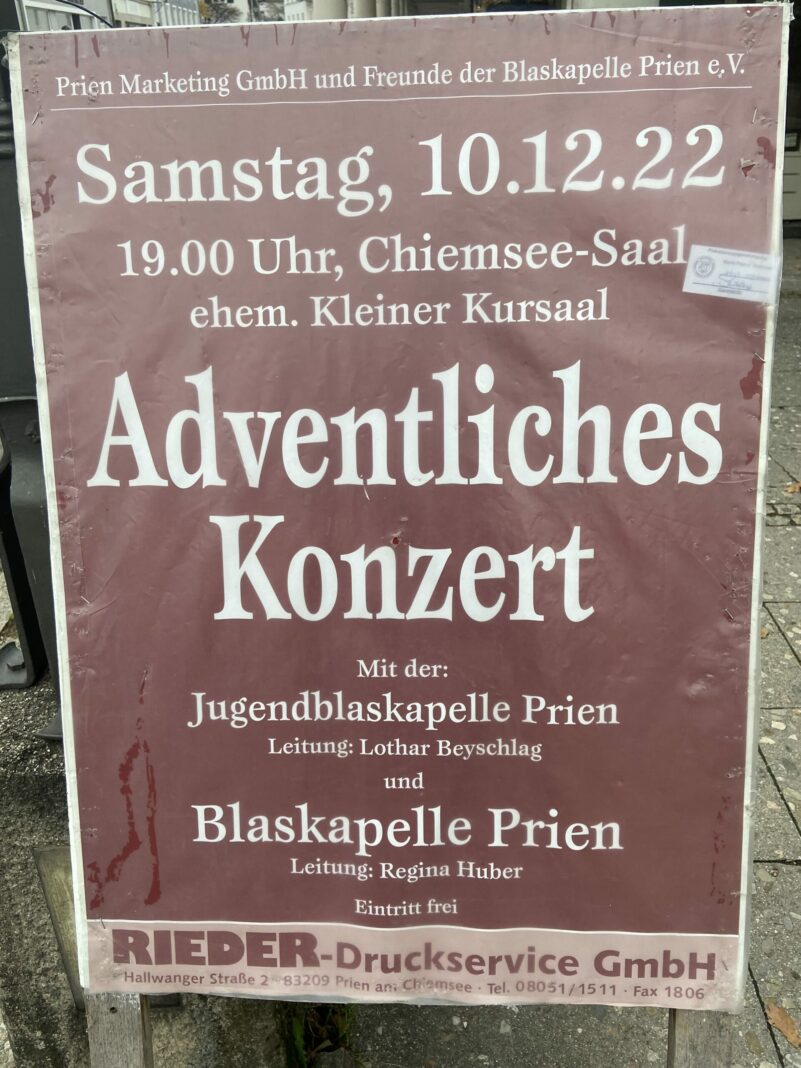 Prien Marketing GmbH und Freunde der Blaskapelle Prien e.V.
Samstag, 10.12.22
19.00 Uhr, Chiemsee-Saal
ehem. Kleiner Kursaal
Adventliches
Konzert
Mit der:
Jugendblaskapelle Prien
Leitung: Lothar Beyschlag
und
Blaskapelle Prien
Leitung: Regina Huber
Eintritt frei
RIEDER-Druckservice GmbH
Hallwanger Straße 2 · 83209 Prien am Chiemsee · Tel. 08051/1511 · Fax 1806